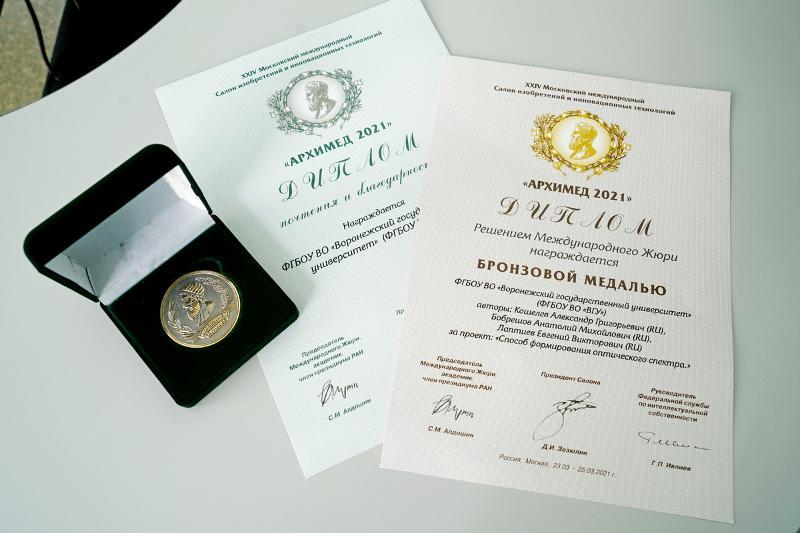 XXIV Московский международный
Салон изобретений и инновационных технологий
«АРХИМЕД 2021»
ДИПЛОМ
почтения и
Награждается
ФГБОУ ВО «Воронежский
университет» (ФГБОУ
Председатель
Международного Жюри,
академик
член президиума РАН
С.М. Алдошин
XXIV Московский международный
Салон изобретений и инновационных технологий
«АРХИМЕД 2021»
ДИПЛОМ
Решением Международного Жюри
награждается
БРОНЗОВОЙ МЕДАЛЬЮ
ФГБОУ ВО «Воронежский государственный университет»
(ФГБОУ ВО «ВГУ»)
авторы: Кошелев Александр Григорьевич (RU),
Бобрешов Анатолий Михайлович (RU),
Лаптиев Евгений Викторович (RU)
за проект: «Способ формирования оптического спектра.»
Председатель
Международного Жюри,
академик
член президиума РАН
С.М. Алдошин
Президент Салона
Д.И. Зезюлин
Руководитель
Федеральной службы
по интеллектуальной
собственности
Г.П. Ивлиев
Россия, Москва, 23.03 - 25.03.2021 г.